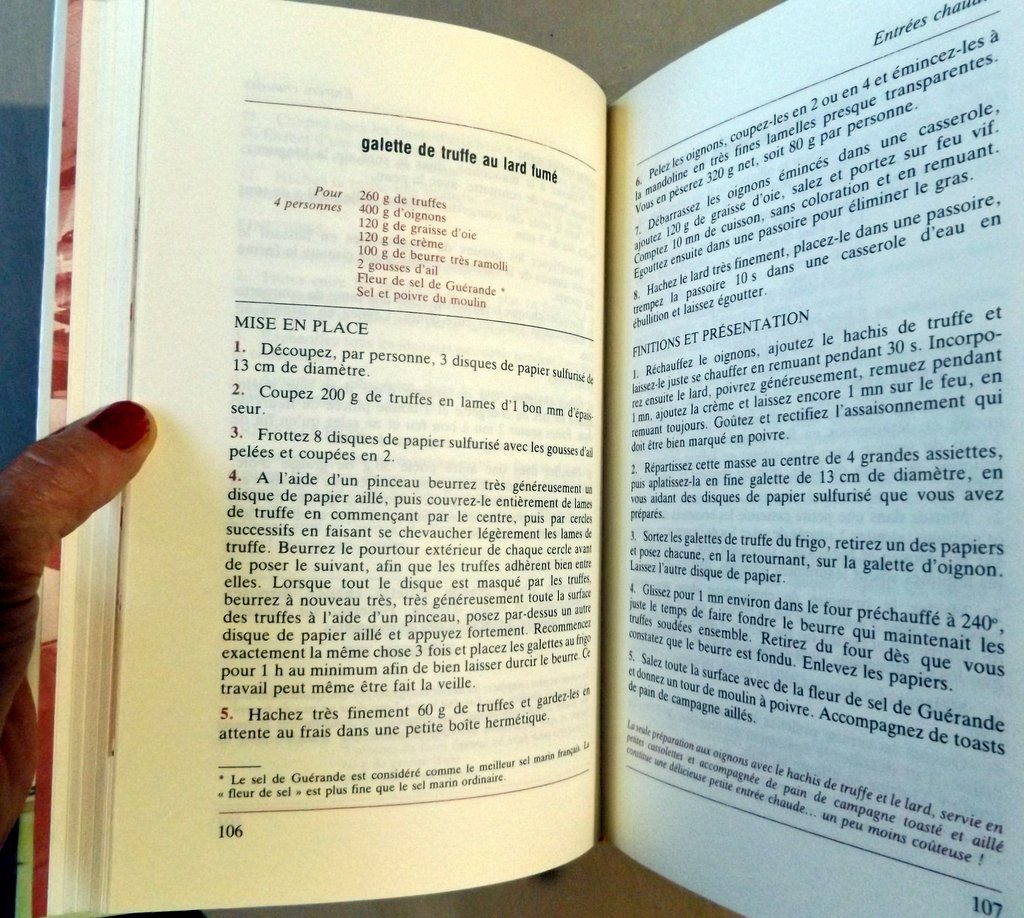 galette de truffe au lard fumé
Pour
4 personnes
260 g de truffes
400 g d'oignons
120 g de graisse d'oie
120 g de crème
100 g de beurre très ramolli
2 gousses d'ail
Fleur de sel de Guérande *
Sel et poivre du moulin
MISE EN PLACE
1. Découpez, par personne, 3 disques de papier sulfurisé de
13 cm de diamètre.
2. Coupez 200 g de truffes en lames d'1 bon mm d'épais-
seur.
3. Frottez 8 disques de papier sulfurisé avec les gousses d'ail
pelées et coupées en 2.
4. A l'aide d'un pinceau beurrez très généreusement un
disque de papier aillé, puis couvrez-le entièrement de lames
de truffe en commençant par le centre, puis par cercles
successifs en faisant se chevaucher légèrement les lames de
truffe. Beurrez le pourtour extérieur de chaque cercle avant
de poser le suivant, afin que les truffes adhèrent bien entre
elles. Lorsque tout le disque est masqué par les truffes,
beurrez à nouveau très, très généreusement toute la surface
des truffes à l'aide d'un pinceau, posez par-dessus un autre
disque de papier aillé et appuyez fortement. Recommencez
exactement la même chose 3 fois et placez les galettes au frigo
pour 1 h au minimum afin de bien laisser durcir le beurre. Ce
travail peut même être fait la veille.
5. Hachez très finement 60 g de truffes et gardez-les en
attente au frais dans une petite boîte hermétique.
* Le sel de Guérande est considéré comme le meilleur sel marin français. La
« fleur de sel » est plus fine que le sel marin ordinaire.
106
Entrées chaudes
6. Pelez les oignons, coupez-les en 2 ou en 4 et émincez-les à
la mandoline en très fines lamelles presque transparentes.
Vous en pèserez 320 g net, soit 80 g par personne.
7. Débarrassez les oignons émincés dans une casserole,
ajoutez 120 g de graisse d'oie, salez et portez sur feu vif.
Comptez 10 mn de cuisson, sans coloration et en remuant.
Egouttez ensuite dans une passoire pour éliminer le gras.
8. Hachez le lard très finement, placez-le dans une passoire,
trempez la passoire 10 s dans une casserole d'eau en
ébullition et laissez égoutter.
FINITIONS ET PRÉSENTATION
1. Réchauffez le oignons, ajoutez le hachis de truffe et
laissez-le juste se chauffer en remuant pendant 30 s. Incorpo-
rez ensuite le lard, poivrez généreusement, remuez pendant
1 mn, ajoutez la crème et laissez encore 1 mn sur le feu, en
remuant toujours. Goûtez et rectifiez l'assaisonnement qui
doit être bien marqué en poivre.
2. Répartissez cette masse au centre de 4 grandes assiettes,
puis aplatissez-la en fine galette de 13 cm de diamètre, en
vous aidant des disques de papier sulfurisé que vous avez
préparés.
3. Sortez les galettes de truffe du frigo, retirez un des papiers
et posez chacune, en la retournant, sur la galette d'oignon.
Laissez l'autre disque de papier.
4. Glissez pour 1 mn environ dans le four préchauffé à 240°,
juste le temps de faire fondre le beurre qui maintenait les
truffes soudées ensemble. Retirez du four dès que vous
constatez que le beurre est fondu. Enlevez les papiers.
5. Salez toute la surface avec de la fleur de sel de Guérande
et donnez un tour de moulin à poivre. Accompagnez de toasts
de pain de campagne aillés.
La seule préparation aux oignons avec le hachis de truffe et le lard, servie en
petites cassolettes et accompagnée de pain de campagne toasté et aillé
constitue une délicieuse petite entrée chaude... un peu moins coûteuse !
107